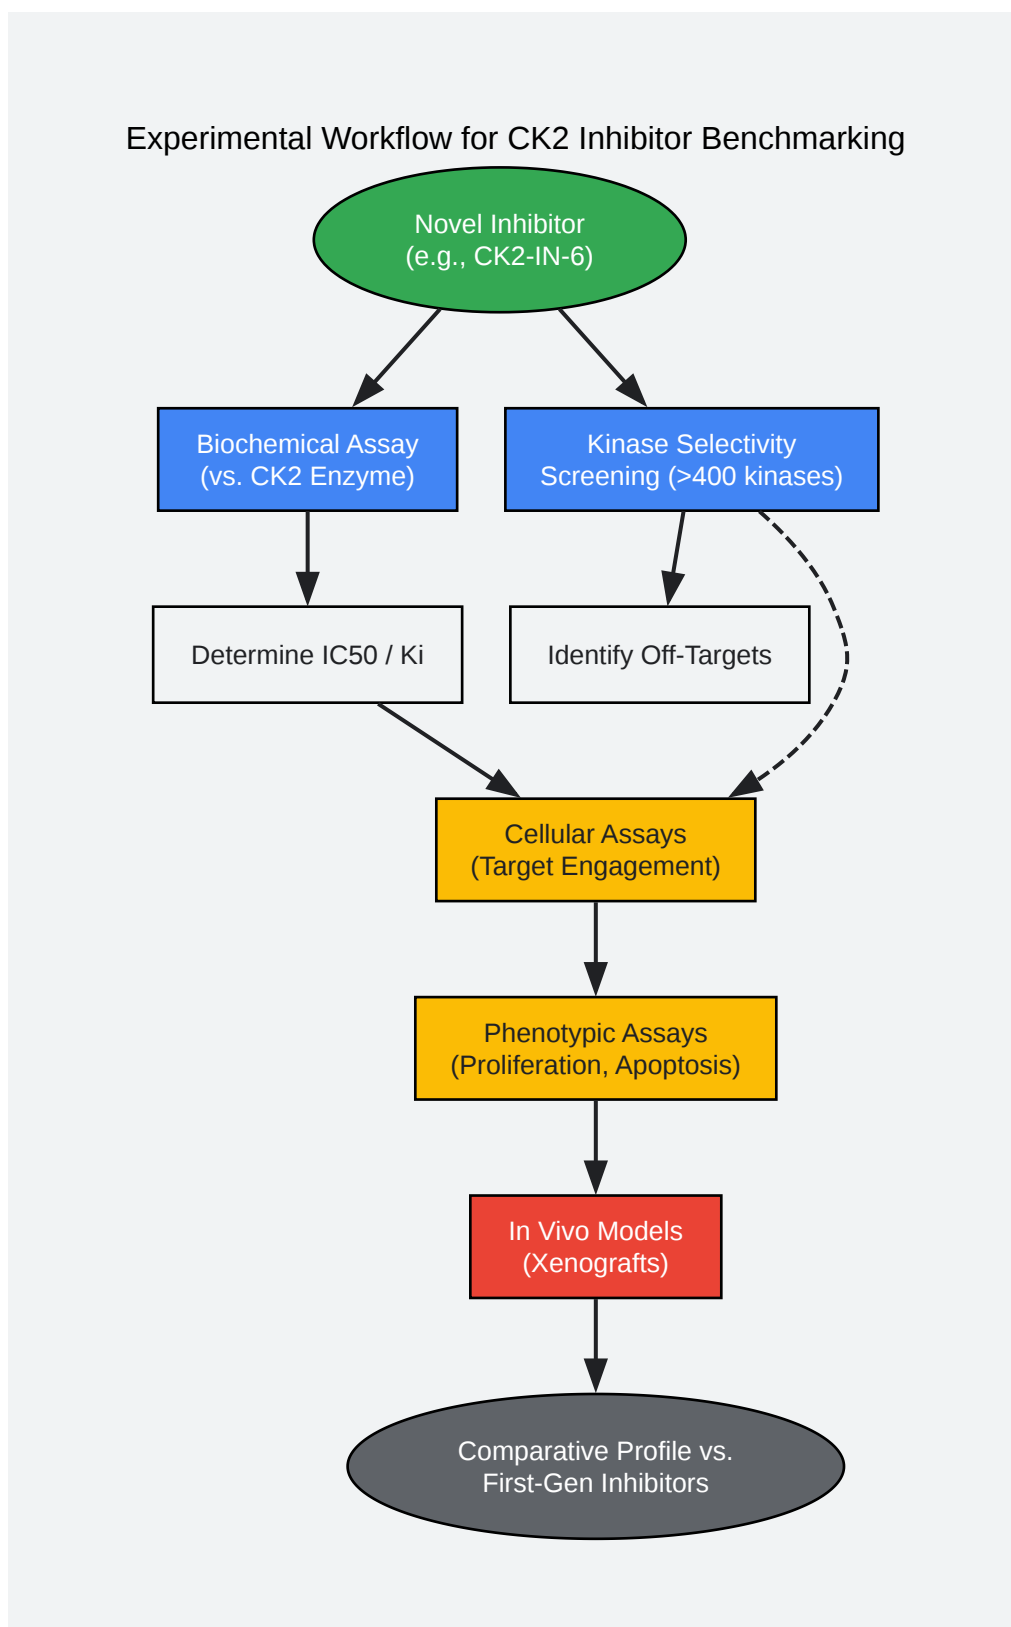 Experimental Workflow for CK2 Inhibitor Benchmarking
Novel Inhibitor
(e.g., CK2-IN-6)
Biochemical Assay
(vs. CK2 Enzyme)
Kinase Selectivity
Screening (>400 kinases)
Determine IC50 / Ki
Identify Off-Targets
Cellular Assays
(Target Engagement)
Phenotypic Assays
(Proliferation, Apoptosis)
In Vivo Models
(Xenografts)
Comparative Profile vs.
First-Gen Inhibitors